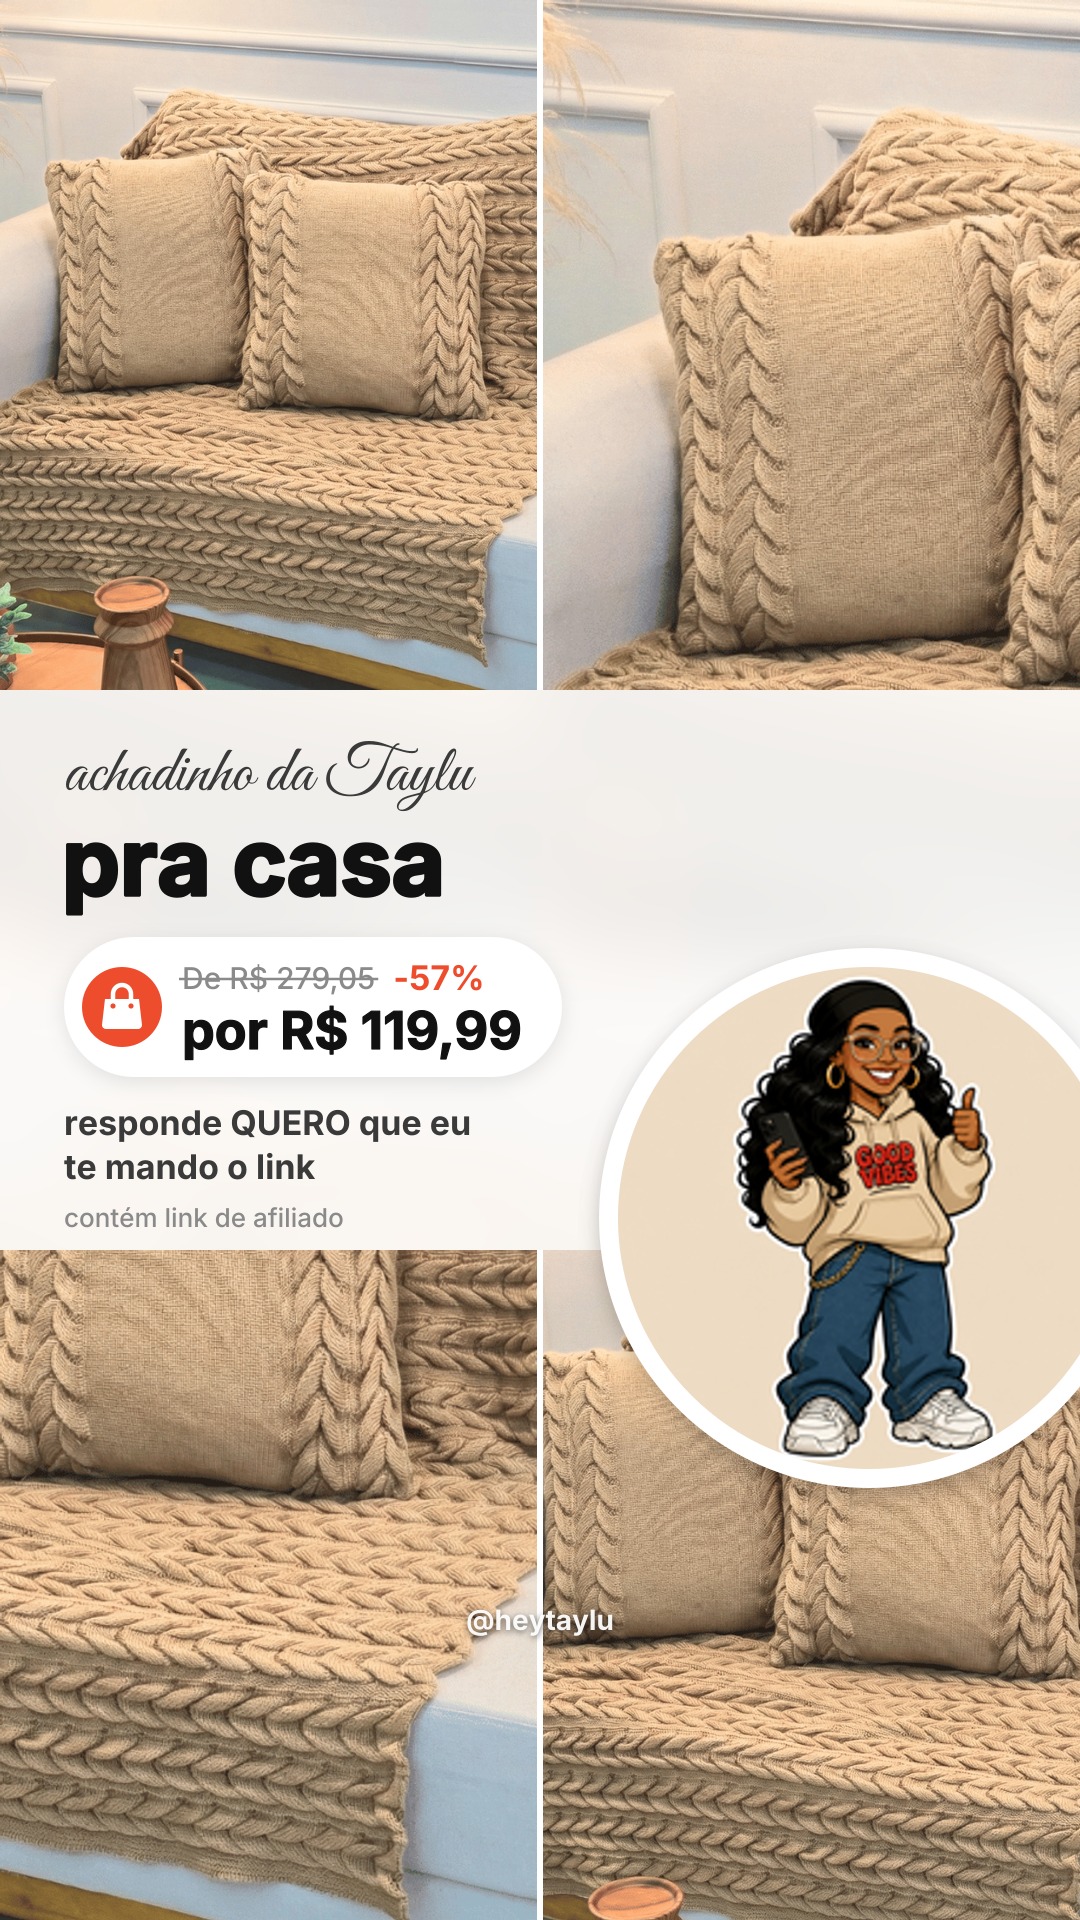 achadinho da Taylu
pra casa
De R$ 279,05 -57%
por R$ 119,99
responde QUERO que eu
te mando o link
contém link de afiliado
GOOD
VIBES
@heytaylu